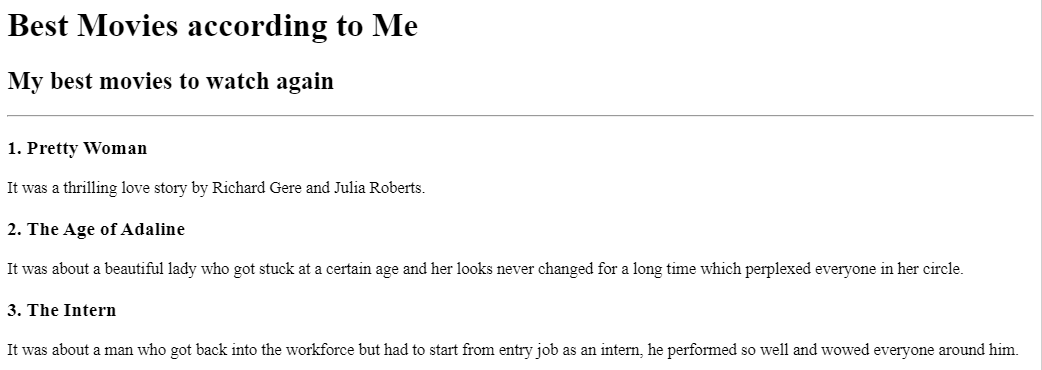 Best Movies according to Me
My best movies to watch again
1. Pretty Woman
It was a thrilling love story by Richard Gere and Julia Roberts.
2. The Age of Adaline
It was about a beautiful lady who got stuck at a certain age and her looks never changed for a long time which perplexed everyone in her circle.
3. The Intern
It was about a man who got back into the workforce but had to start from entry job as an intern, he performed so well and wowed everyone around him.